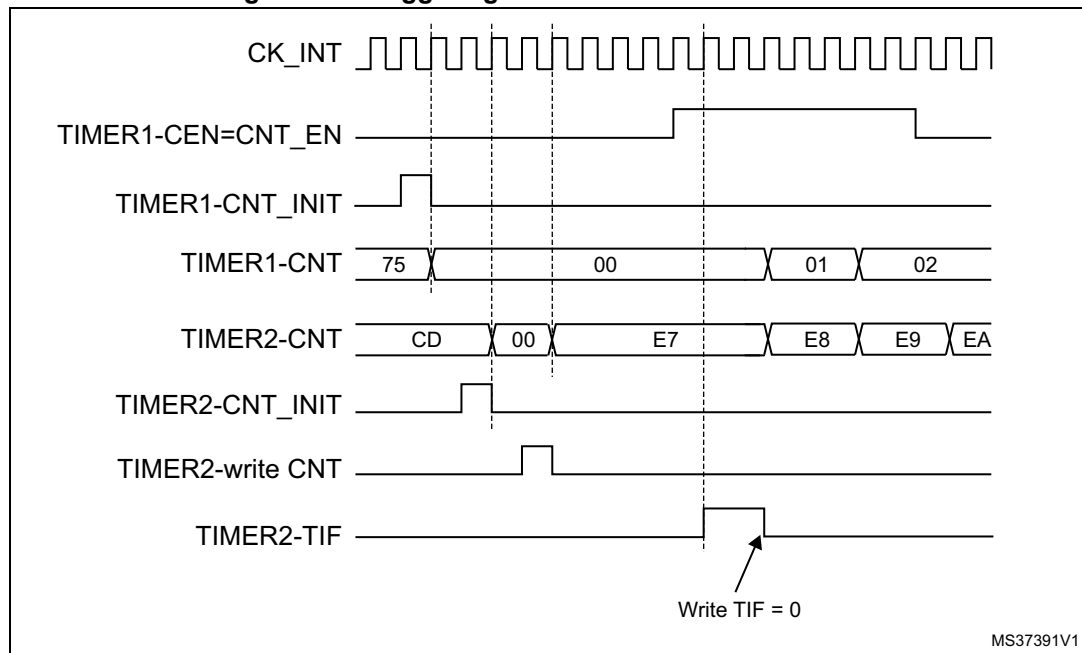 CK_INT
TIMER1-CEN=CNT_EN
TIMER1-CNT_INIT
TIMER1-CNT 75 00 01 02
TIMER2-CNT CD 00 E7 E8 E9 EA
TIMER2-CNT_INIT
TIMER2-write CNT
TIMER2-TIF
Write TIF = 0
MS37391V1